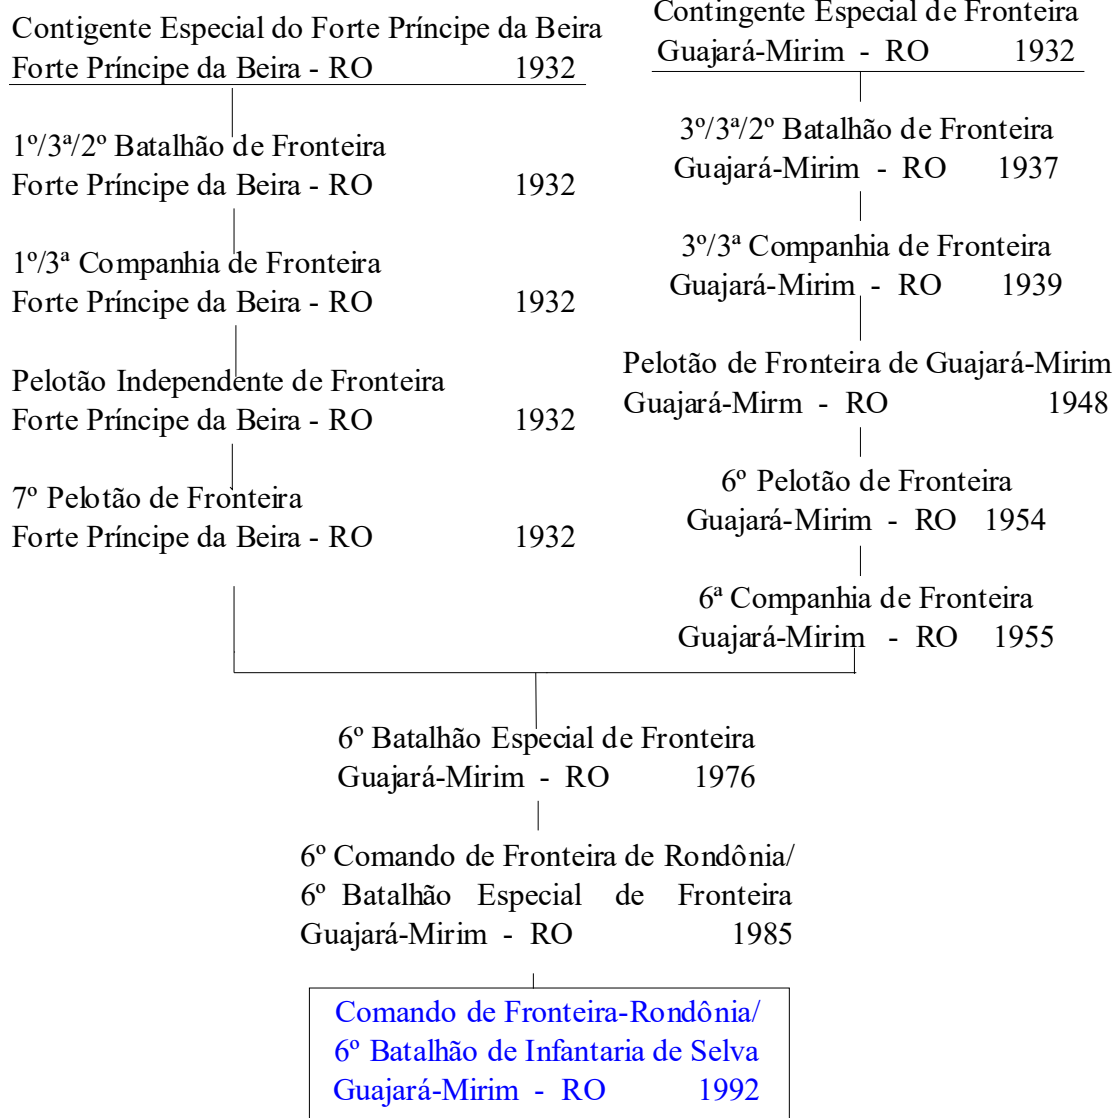 Contigente Especial do Forte Príncipe da Beira
Forte Príncipe da Beira - RO 1932
1º/3ª/2º Batalhão de Fronteira
Forte Príncipe da Beira - RO 1932
1º/3ª Companhia de Fronteira
Forte Príncipe da Beira - RO 1932
Pelotão Independente de Fronteira
Forte Príncipe da Beira - RO 1932
7º Pelotão de Fronteira
Forte Príncipe da Beira - RO 1932
Contingente Especial de Fronteira
Guajará-Mirim - RO 1932
3º/3ª/2º Batalhão de Fronteira
Guajará-Mirim - RO 1937
3º/3ª Companhia de Fronteira
Guajará-Mirim - RO 1939
Pelotão de Fronteira de Guajará-Mirim
Guajará-Mirm - RO 1948
6º Pelotão de Fronteira
Guajará-Mirim - RO 1954
6ª Companhia de Fronteira
Guajará-Mirim - RO 1955
6º Batalhão Especial de Fronteira
Guajará-Mirim - RO 1976
6º Comando de Fronteira de Rondônia/
6º Batalhão Especial de Fronteira
Guajará-Mirim - RO 1985
Comando de Fronteira-Rondônia/
6º Batalhão de Infantaria de Selva
Guajará-Mirim - RO 1992